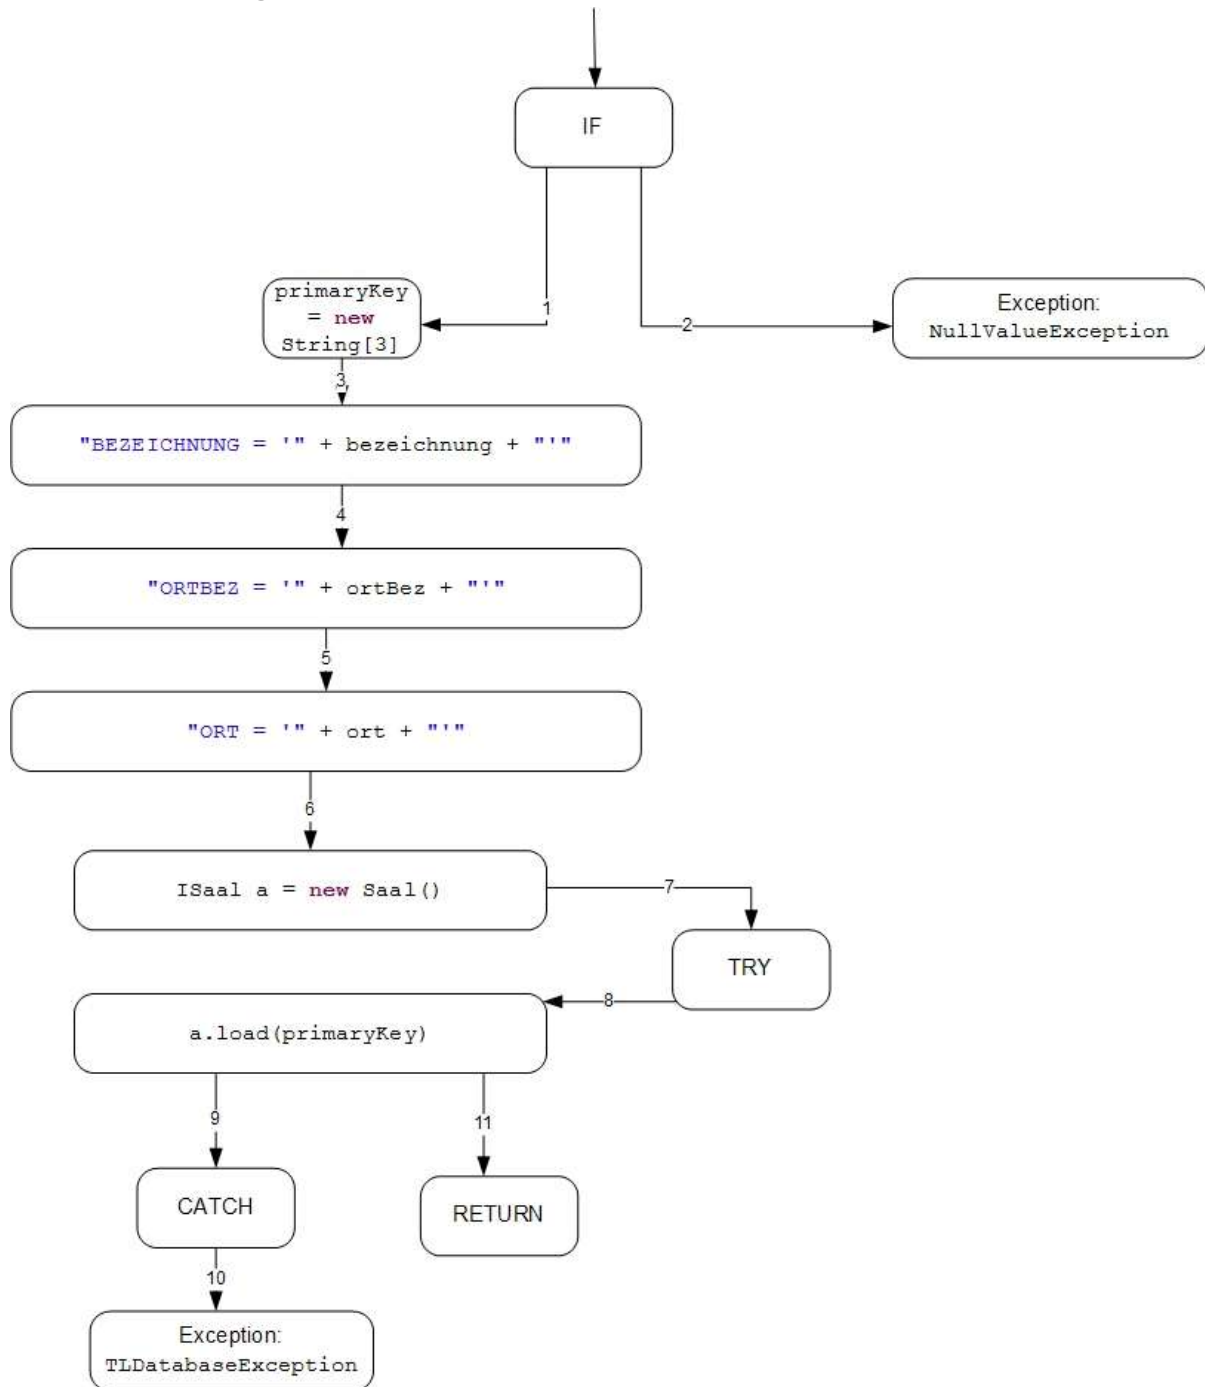 IF
primaryKey
= new
String[3]
1
2
Exception:
NullValueException
3
"BEZEICHNUNG = '" + bezeichnung + "'"
4
"ORTBEZ = '" + ortBez + "'"
5
"ORT = '" + ort + "'"
6
ISaal a = new Saal()
7
TRY
8
a.load(primaryKey)
9
11
CATCH
RETURN
10
Exception:
TLDatabaseException